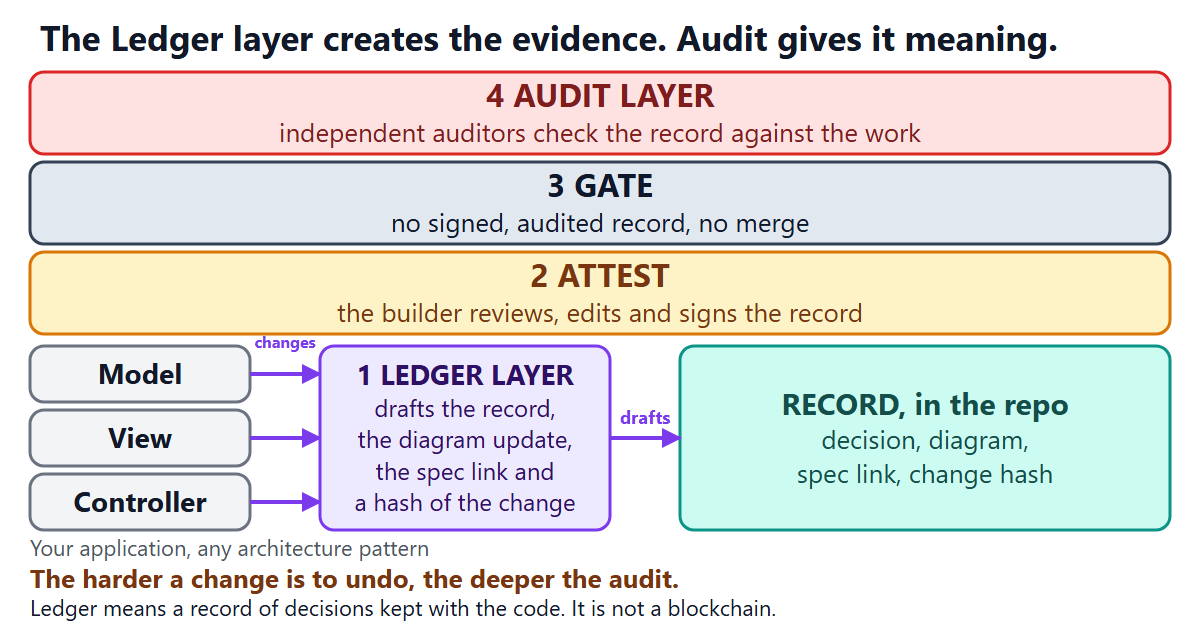 The Ledger layer creates the evidence. Audit gives it meaning.
4 AUDIT LAYER
independent auditors check the record against the work
3 GATE
no signed, audited record, no merge
2 ATTEST
the builder reviews, edits and signs the record
Model
View
Controller
changes
1 LEDGER LAYER
drafts the record,
the diagram update,
the spec link and
a hash of the change
drafts
RECORD, in the repo
decision, diagram,
spec link, change hash
Your application, any architecture pattern
The harder a change is to undo, the deeper the audit.
Ledger means a record of decisions kept with the code. It is not a blockchain.